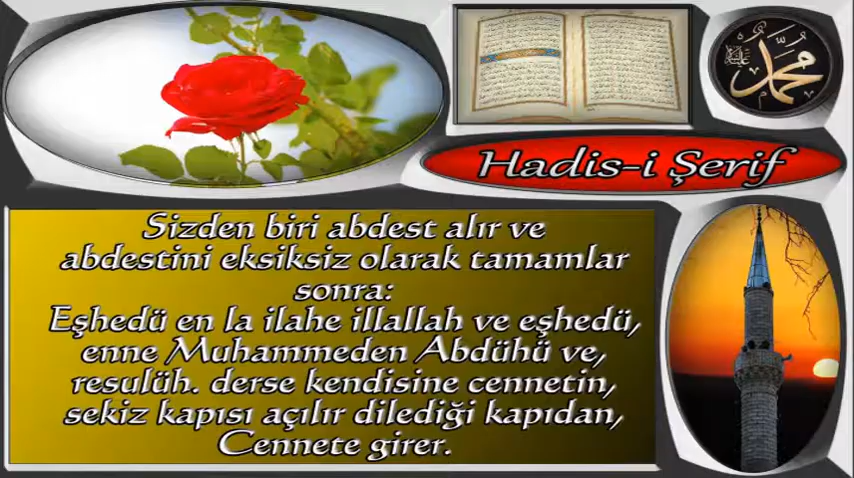 محمد
Hadis-i Şerif
Sizden biri abdest alır ve
abdestini eksiksiz olarak tamamlar
sonra:
Eşhedü en la ilahe illallah ve eşhedü,
enne Muhammeden Abdühü ve,
resulüh. derse kendisine cennetin,
sekiz kapısı açılır dilediği kapıdan,
Cennete girer.